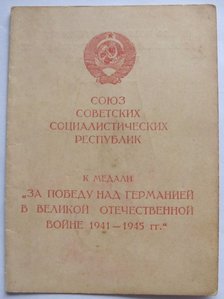 СОЮЗ
СОВЕТСКИХ
СОЦИАЛИСТИЧЕСКИХ
РЕСПУБЛИК
К МЕДАЛИ:
„ЗА ПОБЕДУ НАД ГЕРМАНИЕЙ
В ВЕЛИКОЙ ОТЕЧЕСТВЕННОЙ
ВОЙНЕ 1941—1945 гг.“